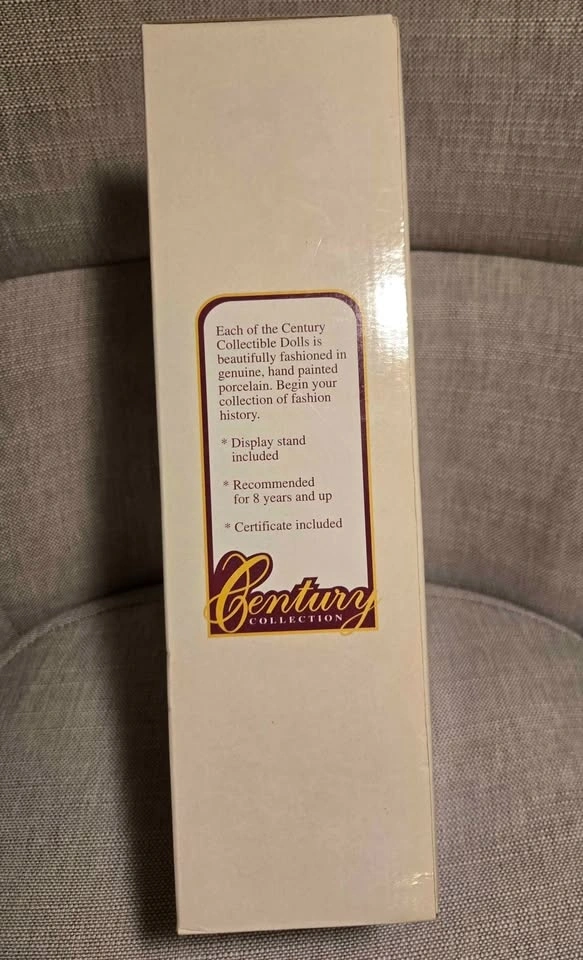 Each of the Century
Collectible Dolls is
beautifully fashioned in
genuine, hand painted
porcelain. Begin your
collection of fashion
history.
* Display stand
included
* Recommended
for 8 years and up
* Certificate included
Century
COLLECTION